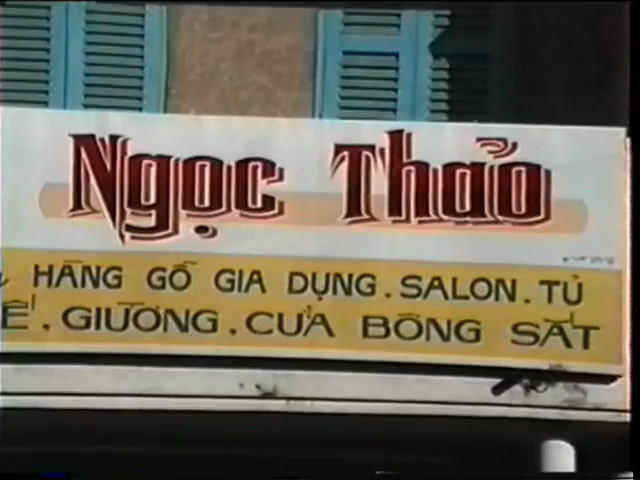 Ngọc Thảo
HÀNG GỖ GIA DỤNG . SALON . TỦ
Ế . GIƯỜNG . CỬA BÔNG SẮT